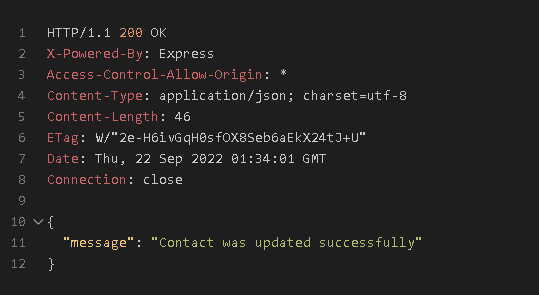 1 HTTP/1.1 200 OK
2 X-Powered-By: Express
3 Access-Control-Allow-Origin: *
4 Content-Type: application/json; charset=utf-8
5 Content-Length: 46
6 ETag: W/"2e-H6ivGqH0sfOX8Seb6aEkX24tJ+U"
7 Date: Thu, 22 Sep 2022 01:34:01 GMT
8 Connection: close
9
10 {
11 "message": "Contact was updated successfully"
12 }